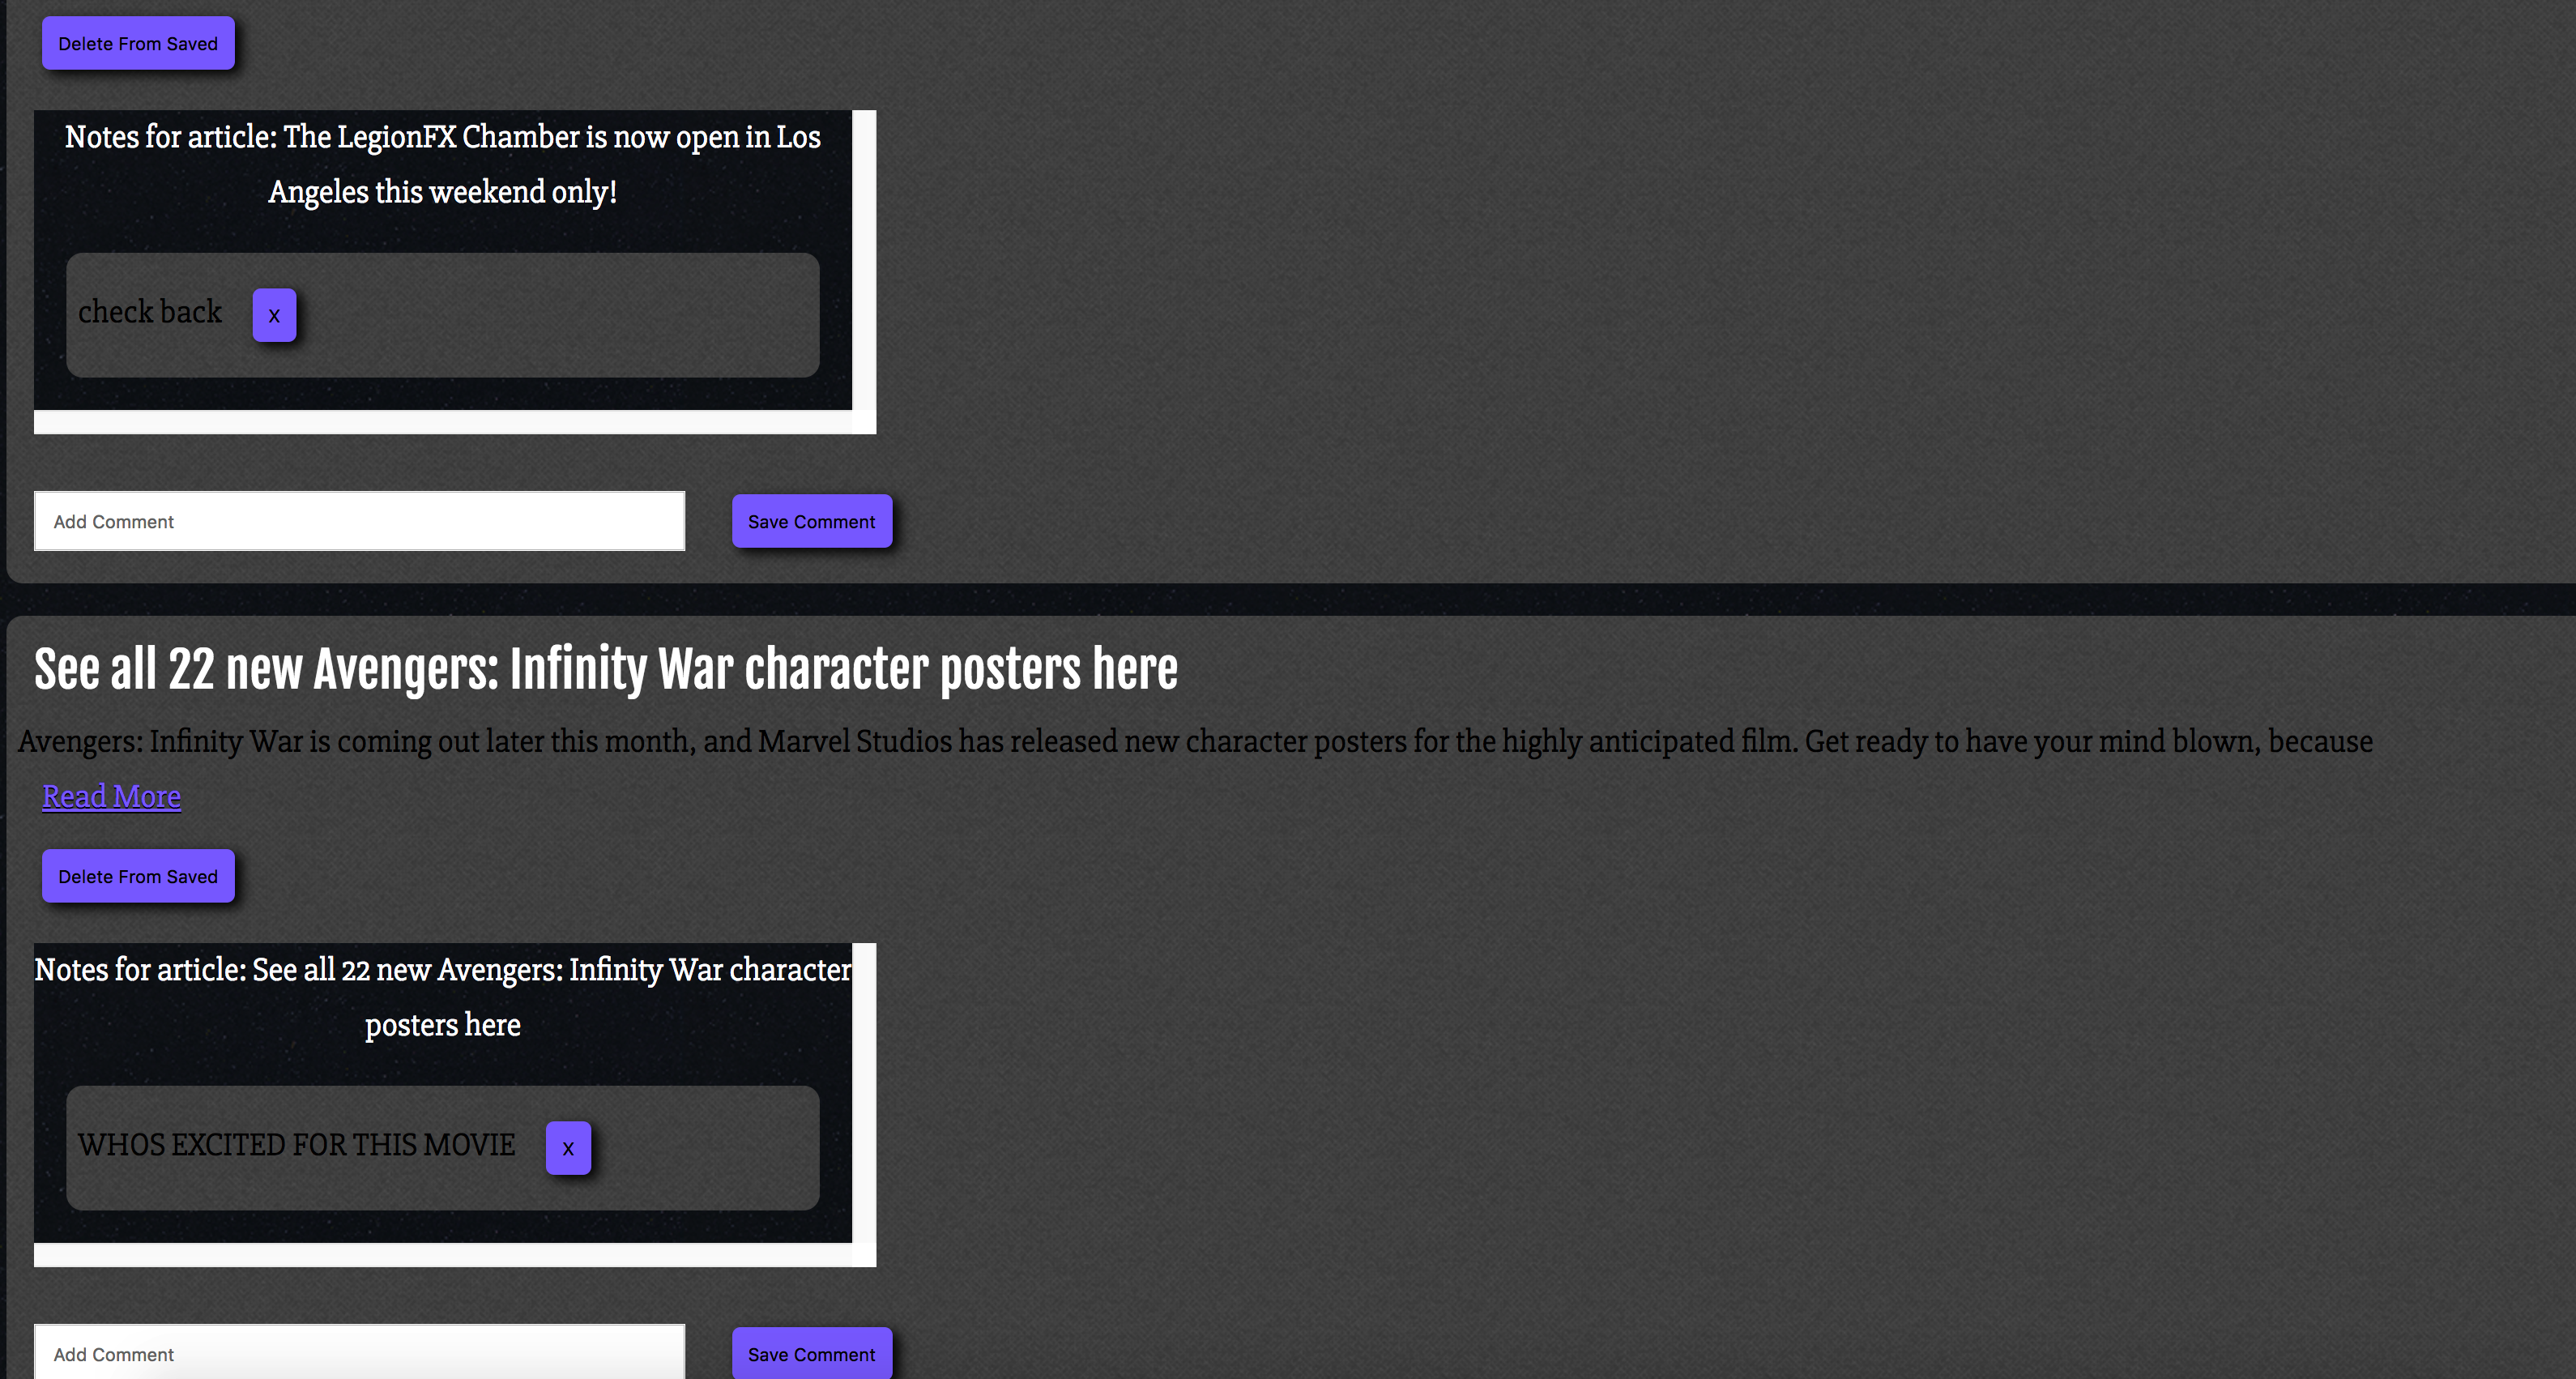 Delete From Saved
Notes for article: The LegionFX Chamber is now open in Los
Angeles this weekend only!
check back
x
Add Comment
Save Comment
See all 22 new Avengers: Infinity War character posters here
Avengers: Infinity War is coming out later this month, and Marvel Studios has released new character posters for the highly anticipated film. Get ready to have your mind blown, because
Read More
Delete From Saved
Notes for article: See all 22 new Avengers: Infinity War character
posters here
WHOS EXCITED FOR THIS MOVIE
x
Add Comment
Save Comment